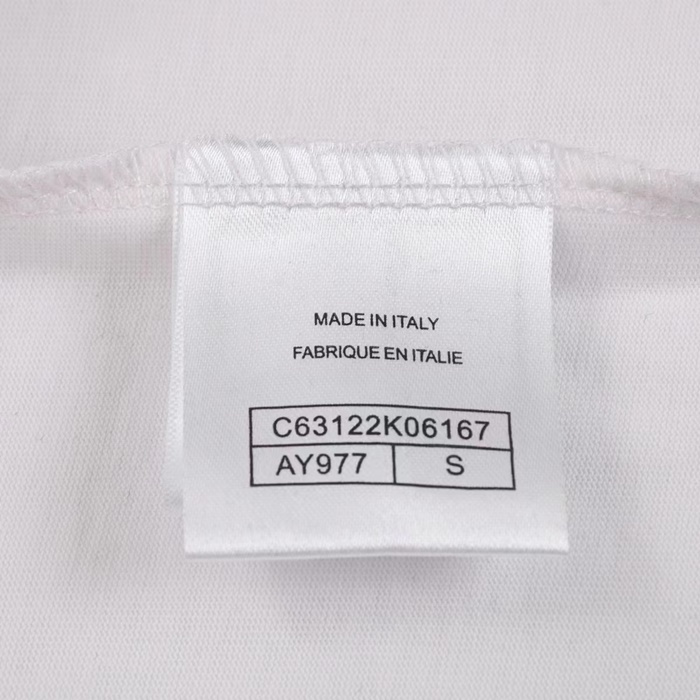 MADE IN ITALY
FABRIQUE EN ITALIE
C63122K06167
AY977 S